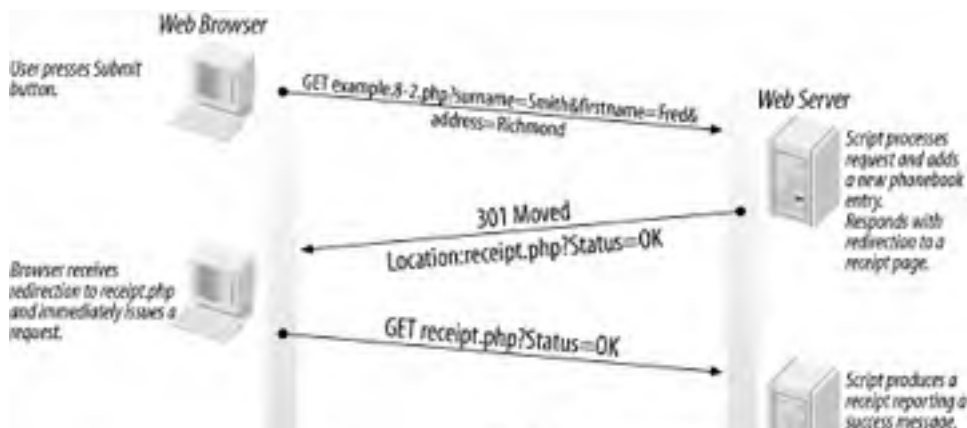 Web Browser
User presses Submit
button.
GET example.8-2.php?surname=Smith&firstname=Fred&
address=Richmond
Web Server
Script processes
request and adds
a new phonebook
entry.
Responds with
redirection to a
receipt page.
301 Moved
Location:receipt.php?Status=OK
Browser receives
redirection to receipt.php
and immediately issues a
request.
GET receipt.php?Status=OK
Script produces a
receipt reporting a
success message.